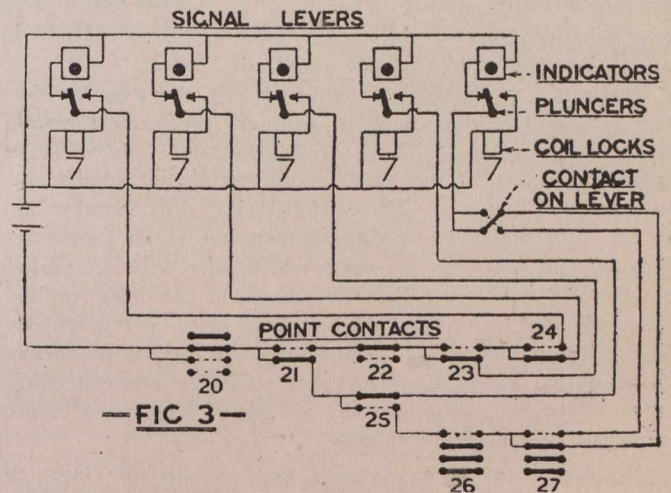 SIGNAL LEVERS
INDICATORS
PLUNGERS
COIL LOCKS
CONTACT
ON LEVER
POINT CONTACTS
24
20
21
22
23
25
— FIG 3 —
26
27